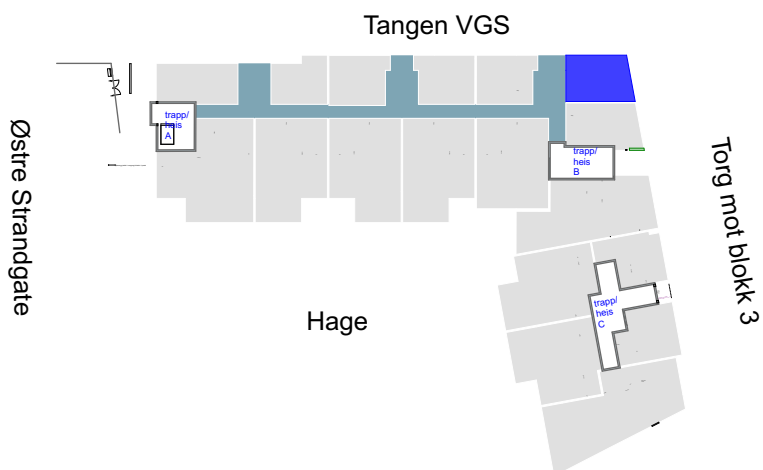 Tangen VGS
trapp/
heis
A
trapp/
heis
B
Østre Strandgate
Torg mot blokk 3
trapp/
heis
C
Hage